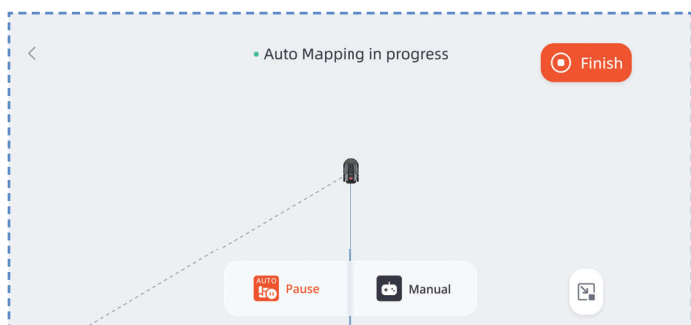 Auto Mapping in progress
Finish
AUTO
Pause
Manual